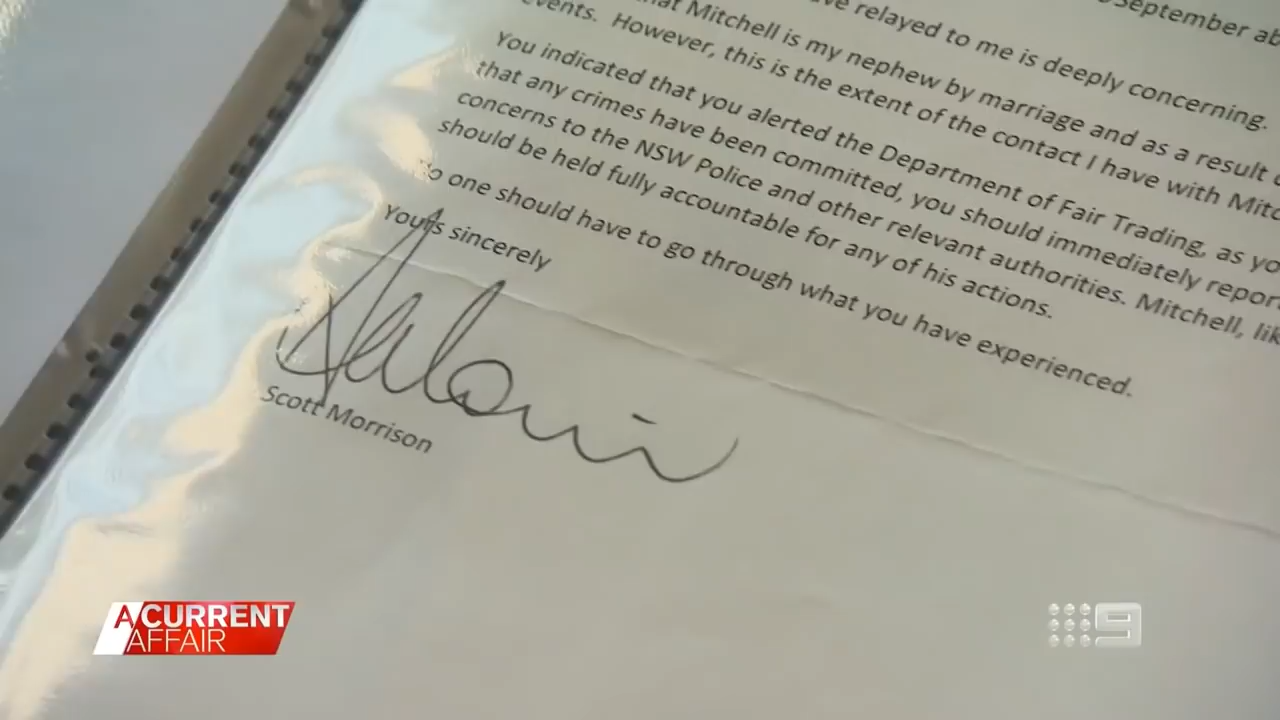 September ab
have relayed to me is deeply concerning.
that Mitchell is my nephew by marriage and as a result
events. However, this is the extent of the contact I have with Mitc
You indicated that you alerted the Department of Fair Trading, as yo
that any crimes have been committed, you should immediately report
concerns to the NSW Police and other relevant authorities. Mitchell, lik
should be held fully accountable for any of his actions.
No one should have to go through what you have experienced.
Yours sincerely
Scott Morrison
A CURRENT
AFFAIR
9